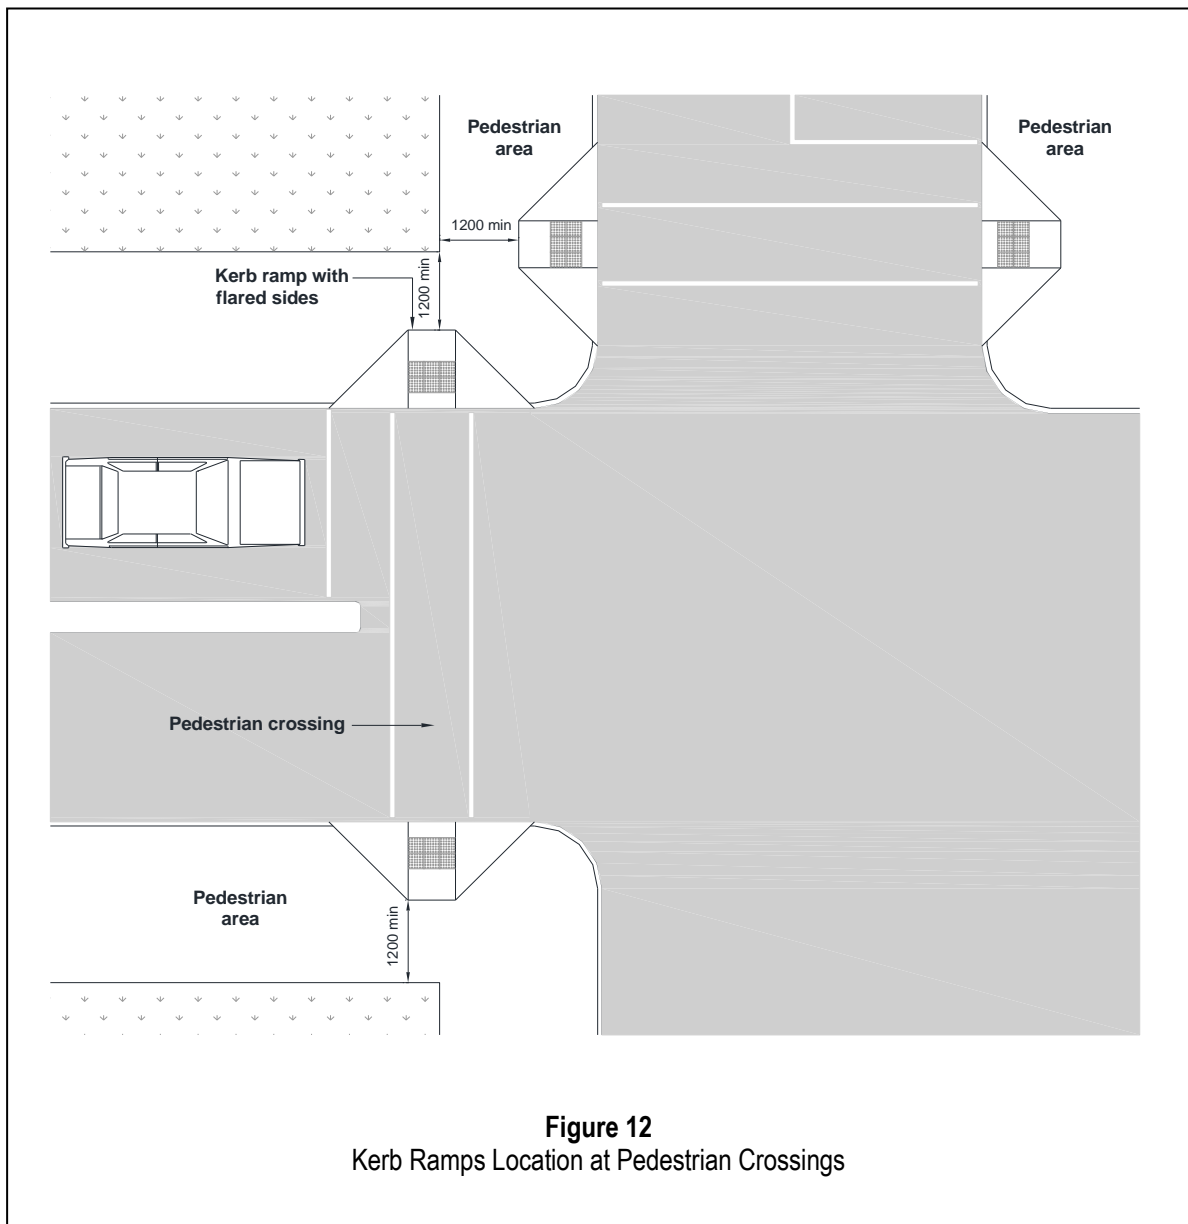 Pedestrian
area
Pedestrian
area
1200 min
Kerb ramp with
flared sides
1200 min
Pedestrian crossing
Pedestrian
area
1200 min
Figure 12
Kerb Ramps Location at Pedestrian Crossings